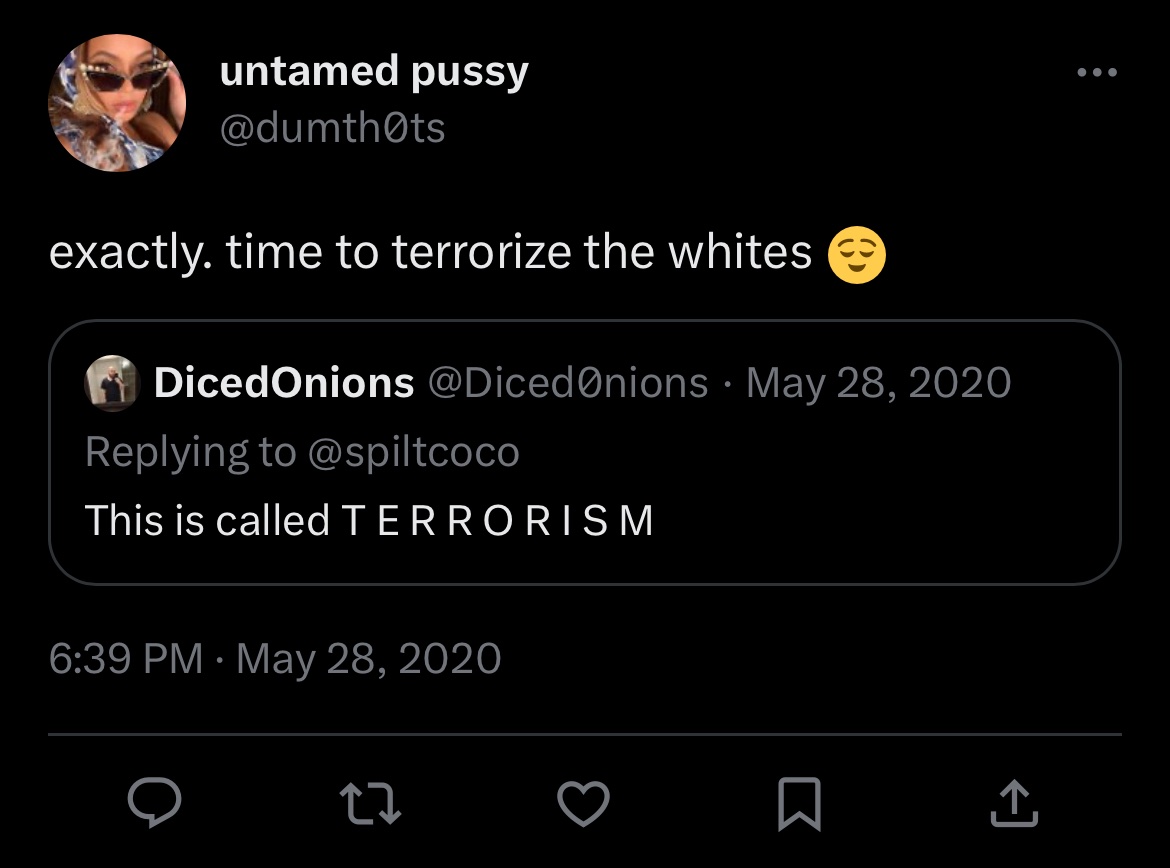 untamed pussy
@dumth0ts
exactly. time to terrorize the whites 😌
DicedOnions @Diced0nions · May 28, 2020
Replying to @spiltcoco
This is called T E R R O R I S M
6:39 PM · May 28, 2020